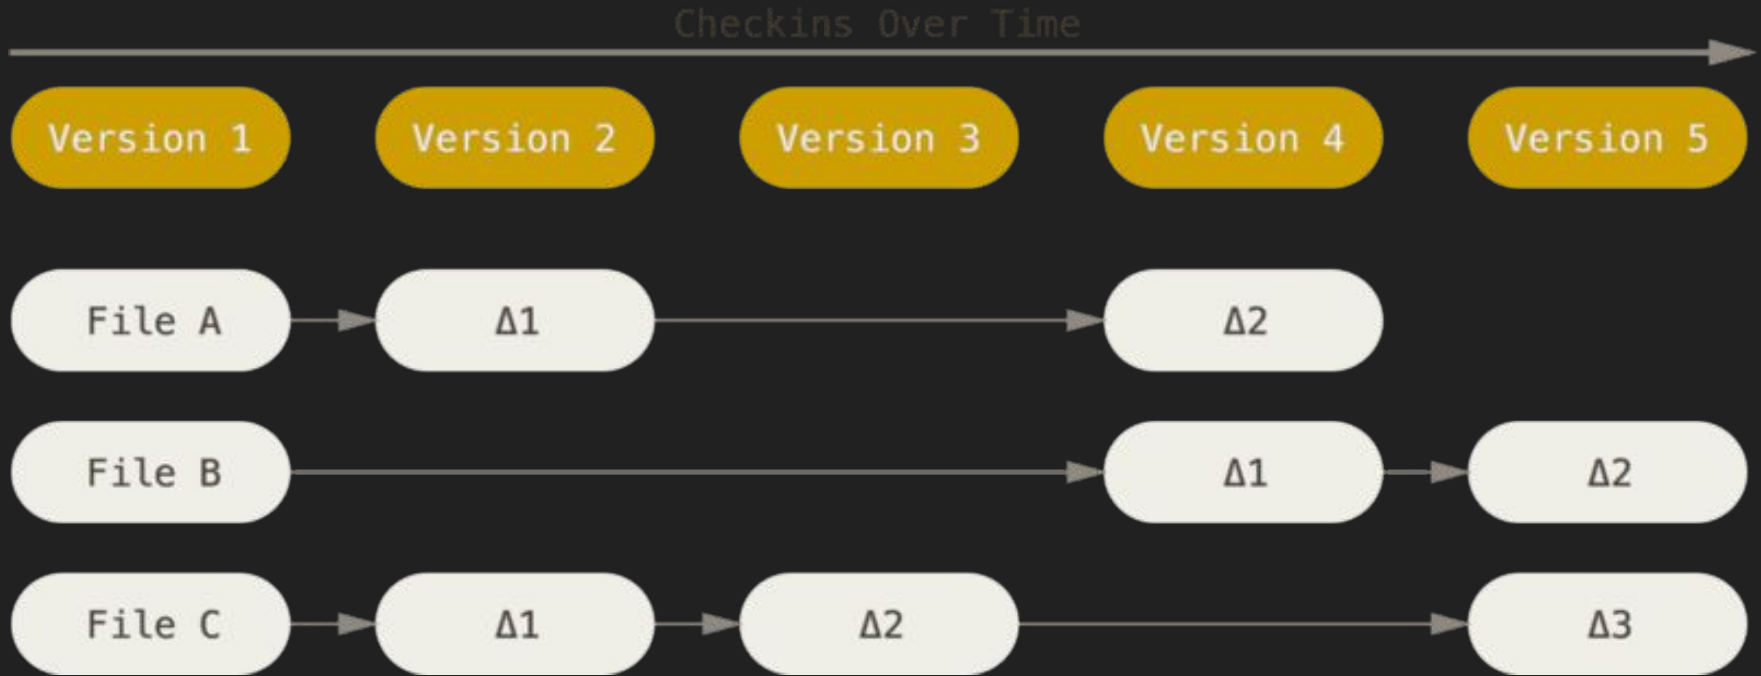 Checkins Over Time
Version 1 Version 2 Version 3 Version 4 Version 5
File A Δ1 Δ2
File B Δ1 Δ2
File C Δ1 Δ2 Δ3